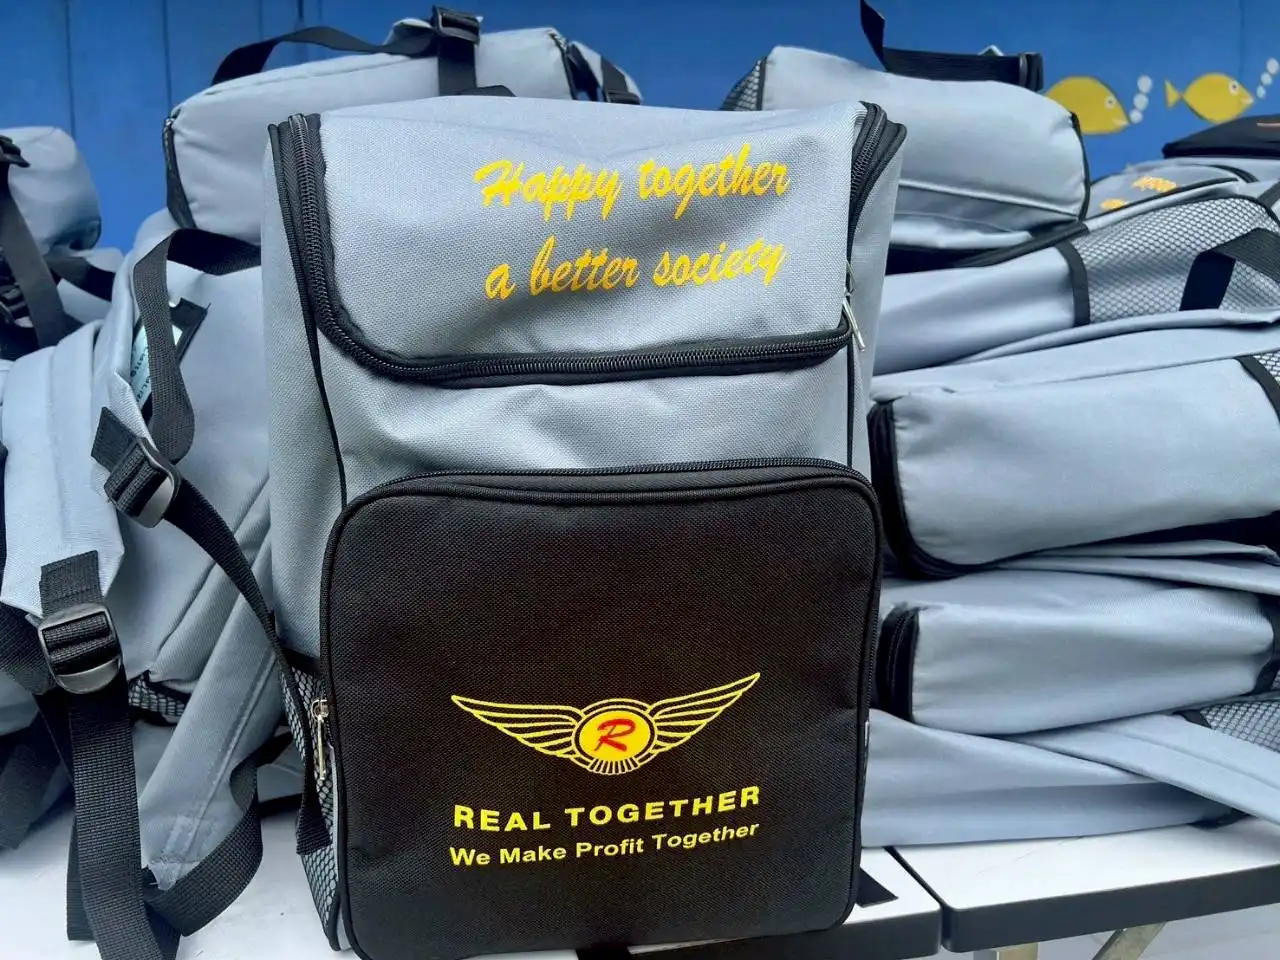 Happy together
a better society
R
REAL TOGETHER
We Make Profit Together